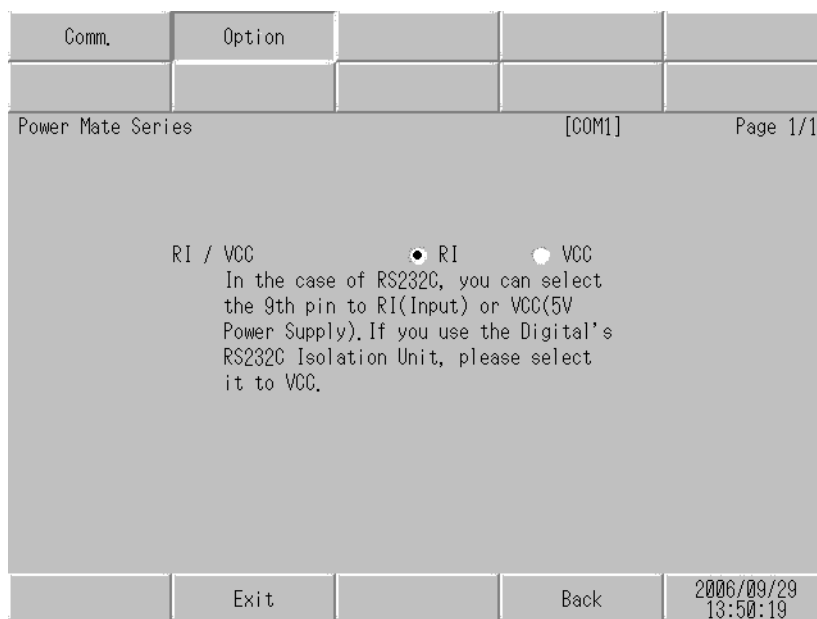 Comm. Option
Power Mate Series [COM1] Page 1/1
RI / VCC RI VCC
In the case of RS232C, you can select
the 9th pin to RI(Input) or VCC(5V
Power Supply).If you use the Digital's
RS232C Isolation Unit, please select
it to VCC.
Exit Back 2006/09/29
13:50:19